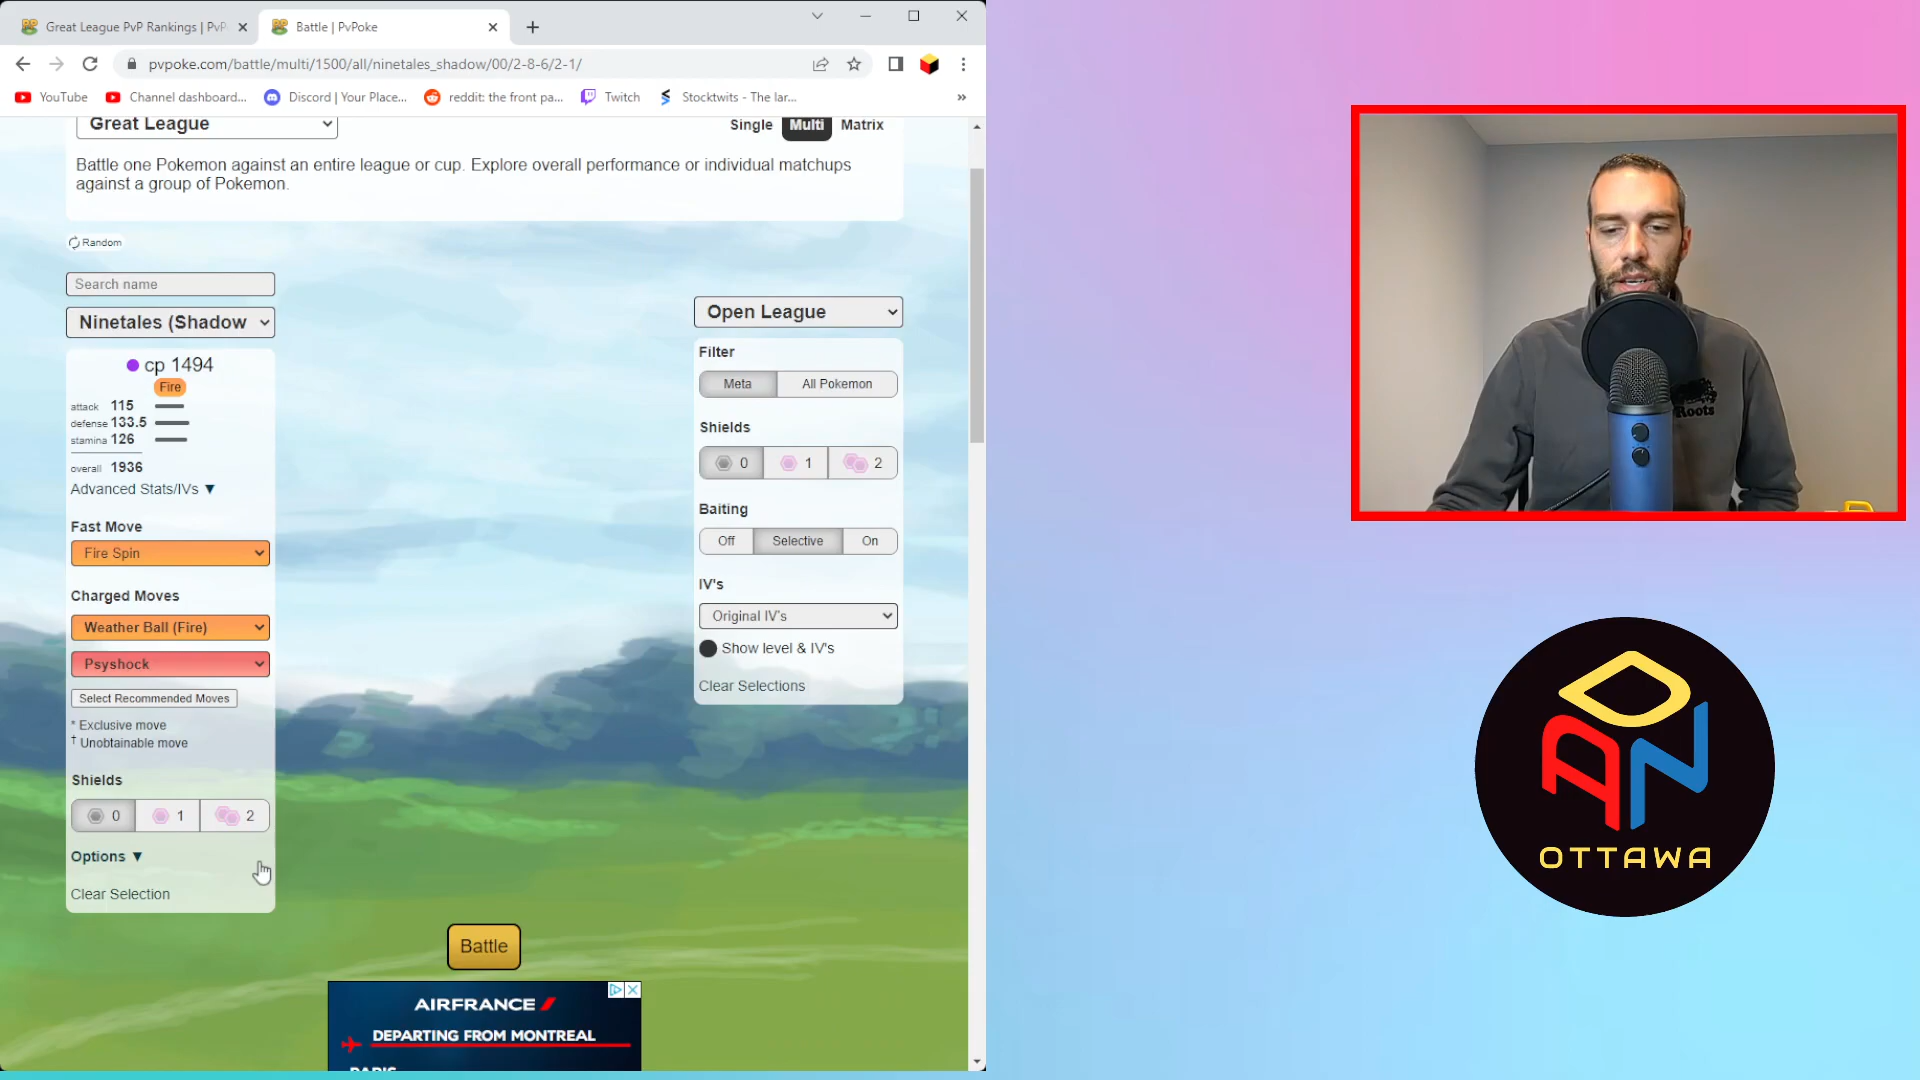 Great League PvP Rankings | PvP
Battle | PvPoke
pvpoke.com/battle/multi/1500/all/ninetales_shadow/00/2-8-6/2-1/
YouTube
Channel dashboard...
Discord | Your Place...
reddit: the front pa...
Twitch
Stocktwits - The lar...
»
Great League
Single
Multi
Matrix
Battle one Pokemon against an entire league or cup. Explore overall performance or individual matchups
against a group of Pokemon.
Random
Search name
Ninetales (Shadow
cp 1494
Fire
attack 115
defense 133.5
stamina 126
overall 1936
Advanced Stats/IVs ▼
Fast Move
Fire Spin
Charged Moves
Weather Ball (Fire)
Psyshock
Select Recommended Moves
* Exclusive move
† Unobtainable move
Shields
0
1
2
Options ▼
Clear Selection
Open League
Filter
Meta
All Pokemon
Shields
0
1
2
Baiting
Off
Selective
On
IV's
Original IV's
Show level & IV's
Clear Selections
Battle
AIRFRANCE
DEPARTING FROM MONTREAL
PARIS
Roots
DAN
OTTAWA